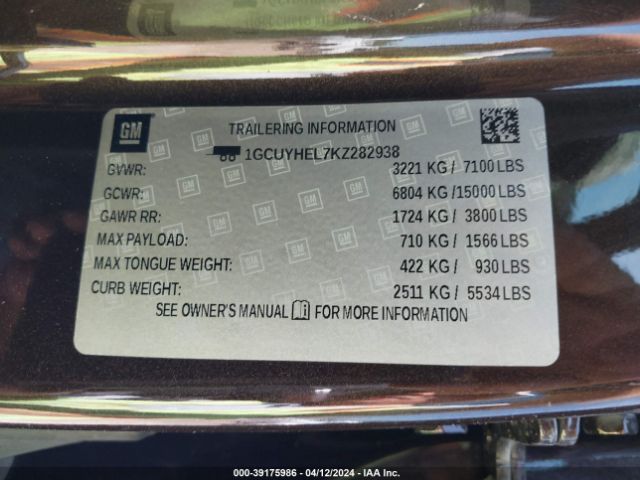 GM TRAILERING INFORMATION
1GCUYHEL7KZ282938
GVWR: 3221 KG / 7100 LBS
GCWR: 6804 KG /15000 LBS
GAWR RR: 1724 KG / 3800 LBS
MAX PAYLOAD: 710 KG / 1566 LBS
MAX TONGUE WEIGHT: 422 KG / 930 LBS
CURB WEIGHT: 2511 KG / 5534 LBS
SEE OWNER'S MANUAL FOR MORE INFORMATION
000-39175986 - 04/12/2024 - IAA Inc.